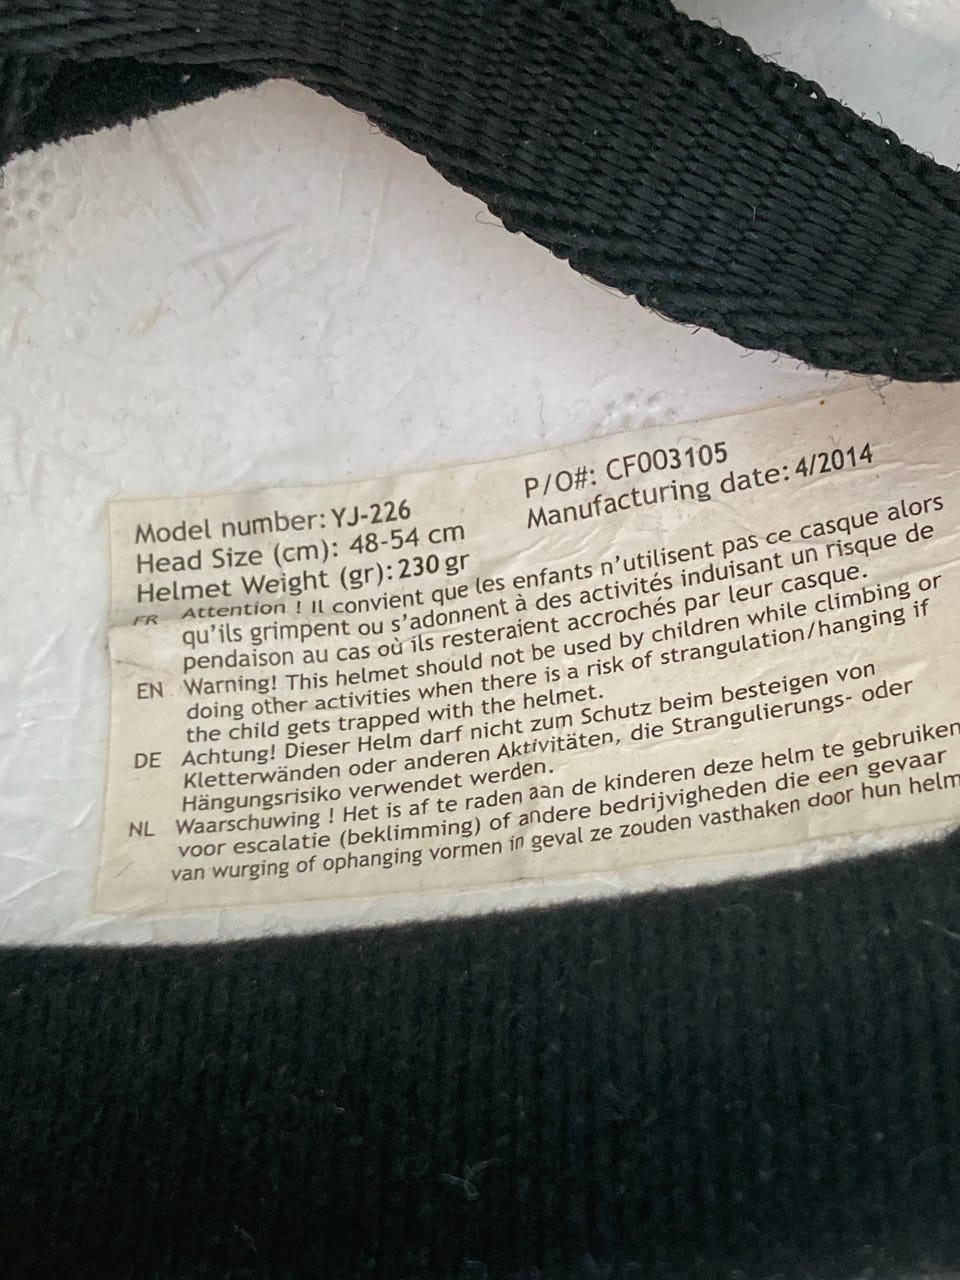 Model number: YJ-226
Head Size (cm): 48-54 cm
Helmet Weight (gr): 230 gr
P/O#: CF003105
Manufacturing date: 4/2014
FR Attention ! Il convient que les enfants n'utilisent pas ce casque alors
qu'ils grimpent ou s'adonnent à des activités induisant un risque de
pendaison au cas où ils resteraient accrochés par leur casque.
EN Warning! This helmet should not be used by children while climbing or
doing other activities when there is a risk of strangulation/hanging if
the child gets trapped with the helmet.
DE Achtung! Dieser Helm darf nicht zum Schutz beim besteigen von
Kletterwänden oder anderen Aktivitäten, die Strangulierungs- oder
Hängungsrisiko verwendet werden.
NL Waarschuwing ! Het is af te raden aan de kinderen deze helm te gebruiken
voor escalatie (beklimming) of andere bedrijvigheden die een gevaar
van wurging of ophanging vormen in geval ze zouden vasthaken door hun helm